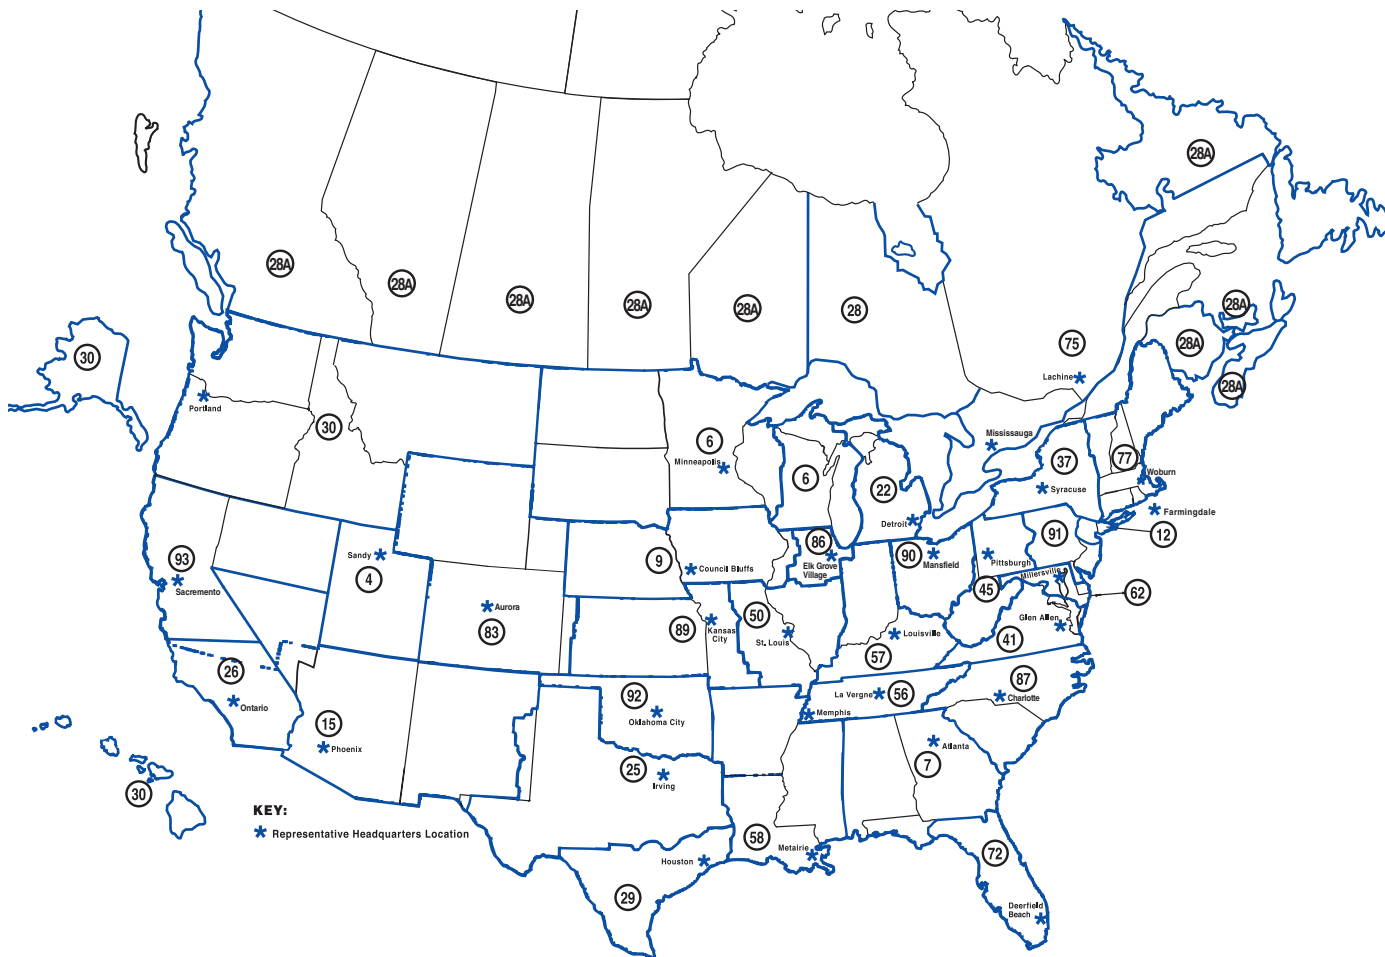 28A
28A
28A
28A
28A
28A
28
28A
75
28A
28A
30
Lachine
Portland
30
6
Minneapolis
6
22
Detroit
Mississauga
37
Syracuse
77
Woburn
Farmingdale
12
93
Sacremento
Sandy
4
9
Council Bluffs
86
Elk Grove
Village
90
Mansfield
Pittsburgh
91
Millersville
45
62
Aurora
83
89
Kansas
City
50
St. Louis
Louisville
57
Glen Allen
41
26
Ontario
15
Phoenix
92
Oklahoma City
La Vergne
56
Memphis
87
Charlotte
Atlanta
7
25
Irving
30
KEY:
* Representative Headquarters Location
Houston
29
58
Metairie
72
Deerfield
Beach